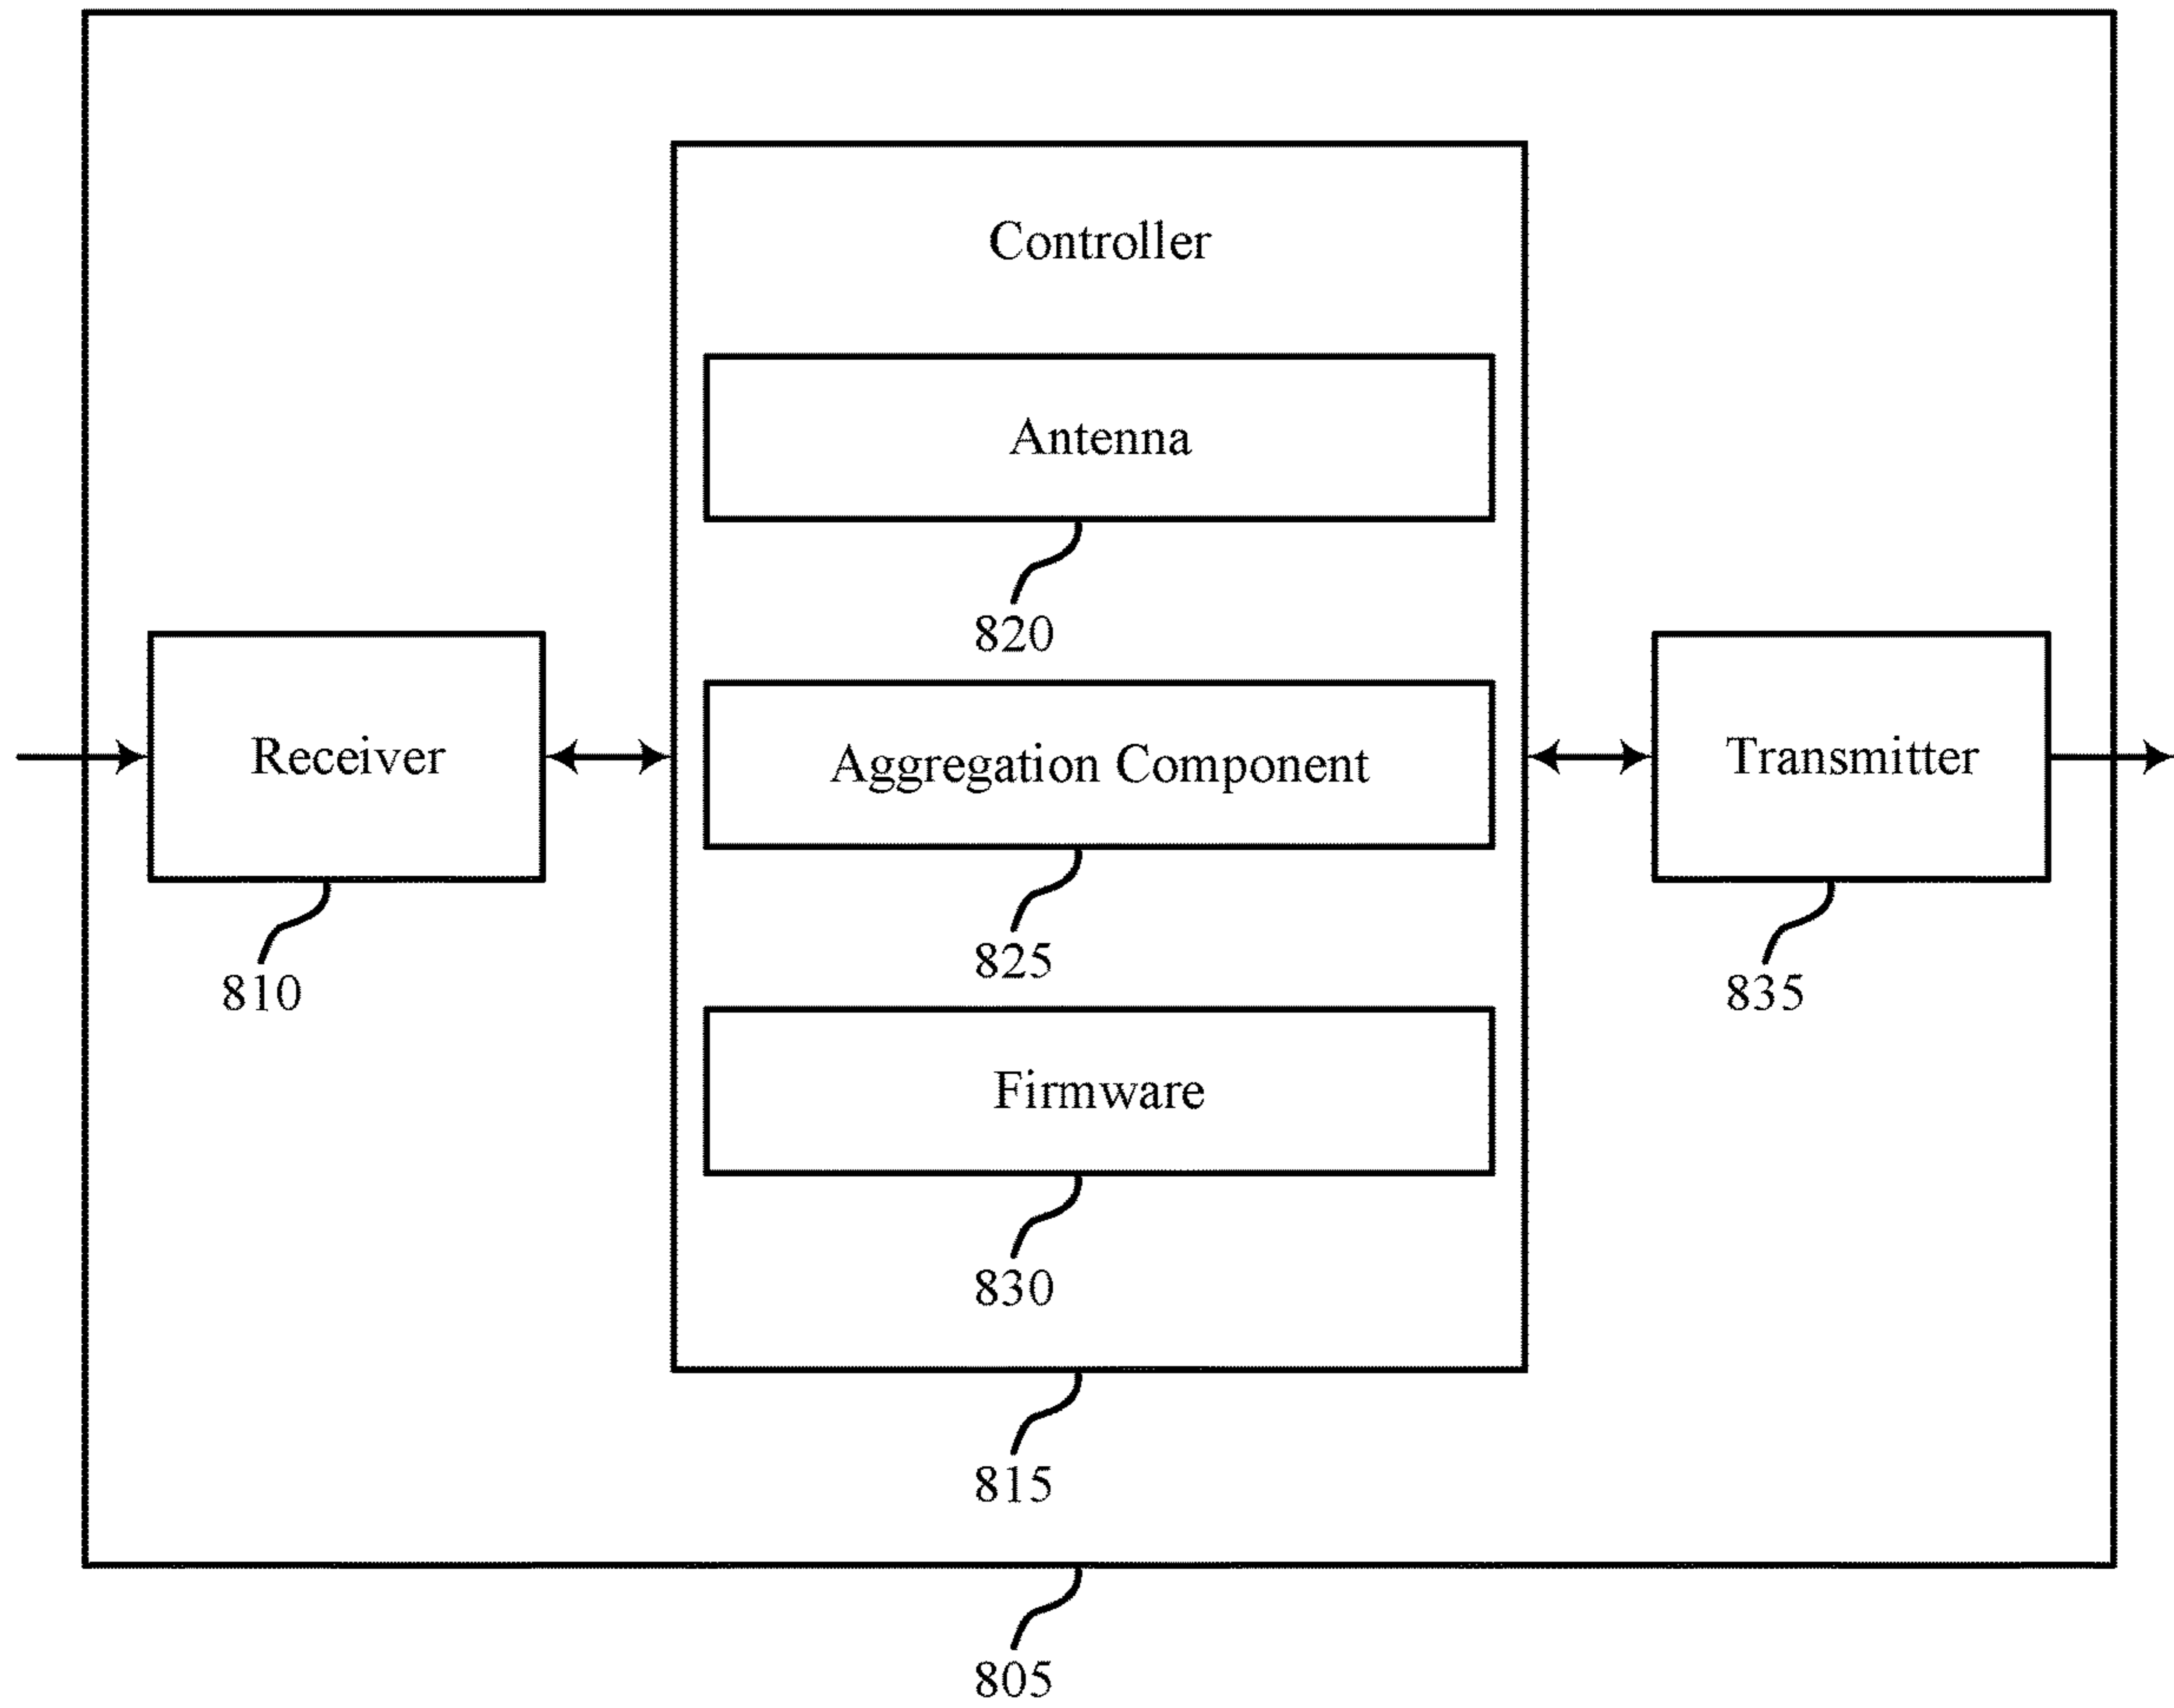 Controller
Antenna
820
Receiver
Aggregation Component
Transmitter
810
825
835
Firmware
830
815
805